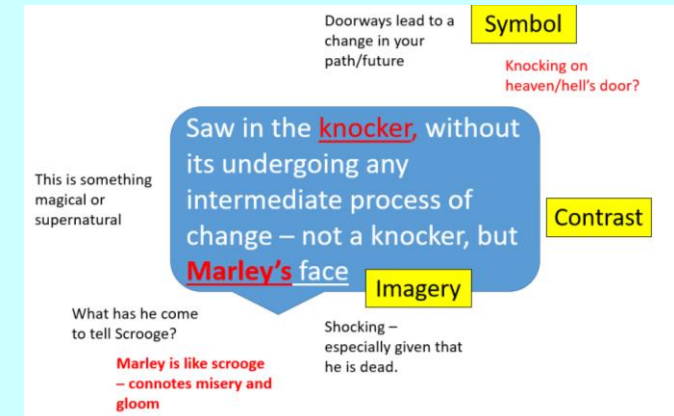 Doorways lead to a
change in your
path/future
Symbol
Knocking on
heaven/hell's door?
Saw in the knocker, without
its undergoing any
intermediate process of
change – not a knocker, but
Marley's face
This is something
magical or
supernatural
Contrast
Imagery
What has he come
to tell Scrooge?
Shocking –
especially given that
he is dead.
Marley is like scrooge
– connotes misery and
gloom